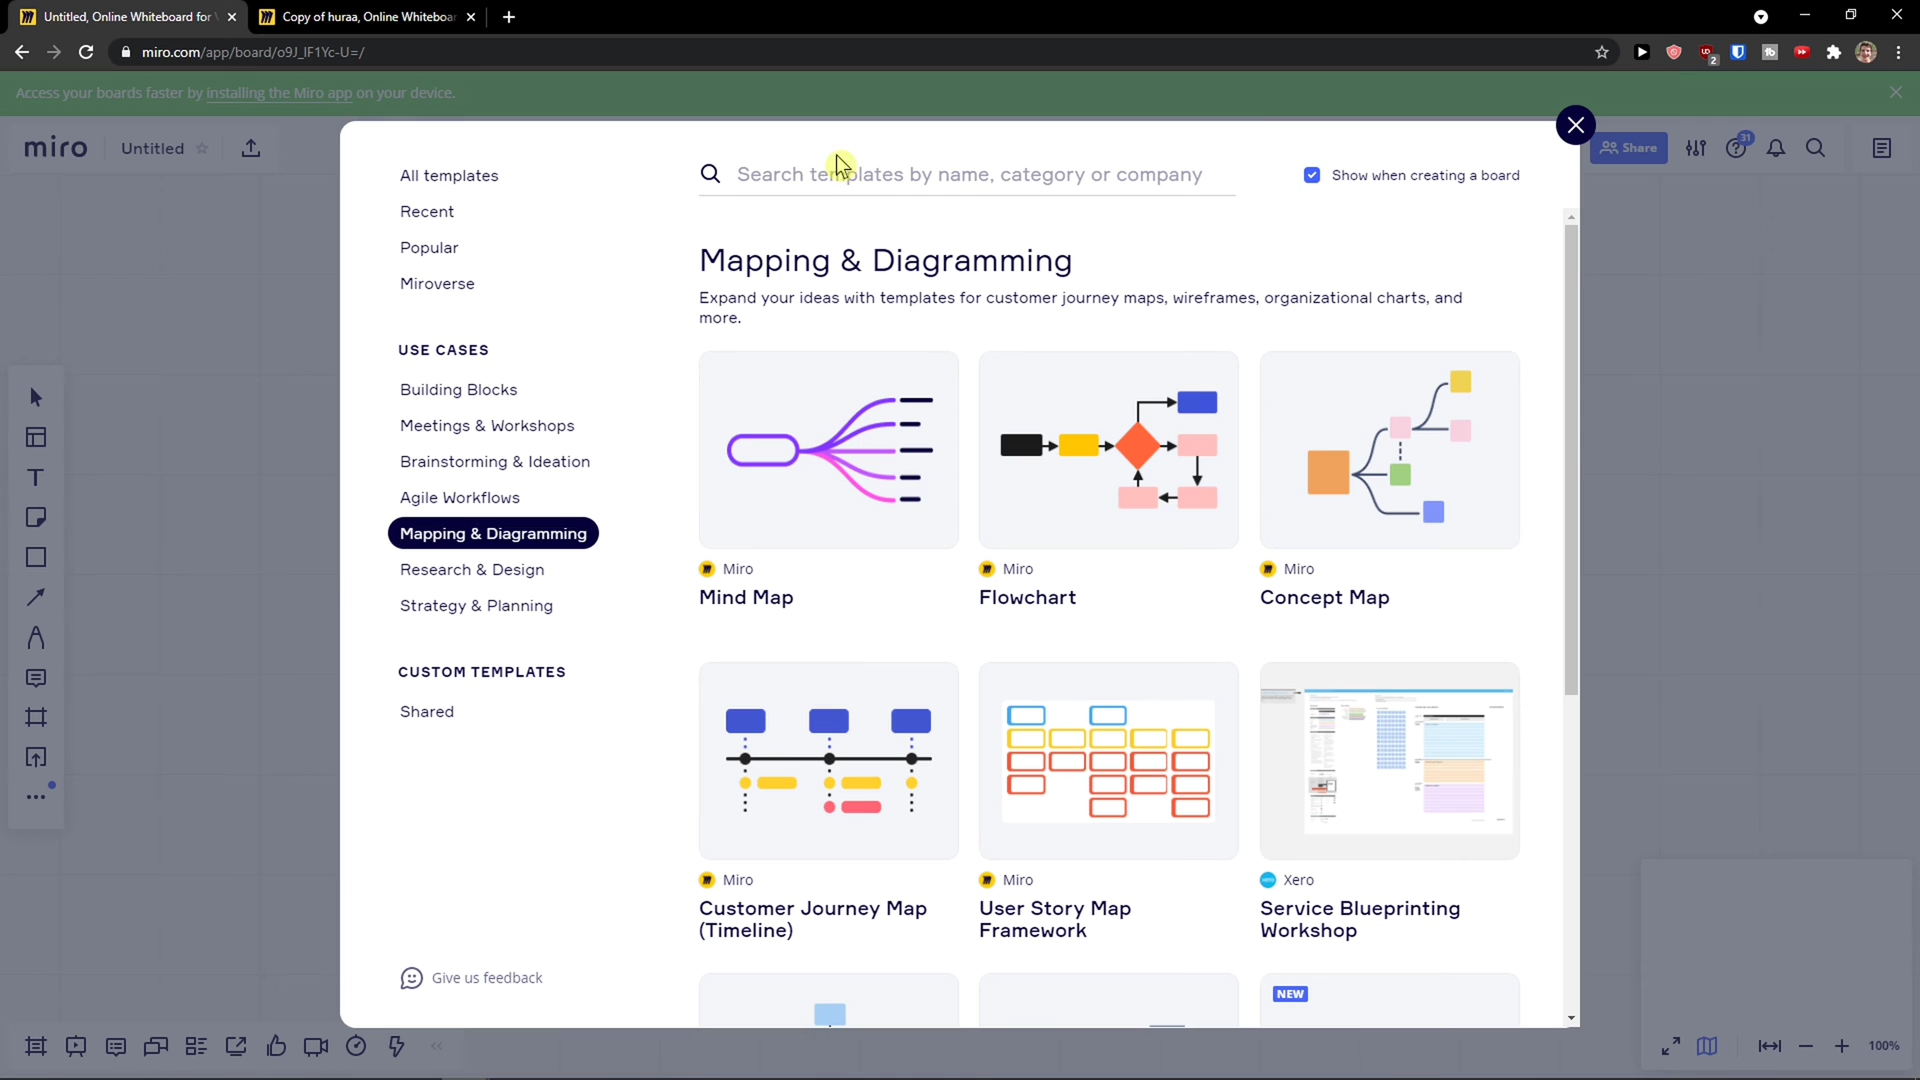 Untitled, Online Whiteboard for
Copy of huraa, Online Whiteboar
miro.com/app/board/o9J_lF1Yc-U=/
2
Access your boards faster by installing the Miro app on your device.
miro
Untitled
Share
31
All templates
Search templates by name, category or company
Show when creating a board
Recent
Popular
Miroverse
Mapping & Diagramming
Expand your ideas with templates for customer journey maps, wireframes, organizational charts, and
more.
USE CASES
Building Blocks
Meetings & Workshops
Brainstorming & Ideation
Agile Workflows
Mapping & Diagramming
Research & Design
Strategy & Planning
CUSTOM TEMPLATES
Shared
Miro
Mind Map
Miro
Flowchart
Miro
Concept Map
Miro
Customer Journey Map
(Timeline)
Miro
User Story Map
Framework
Xero
Service Blueprinting
Workshop
NEW
Give us feedback
100%